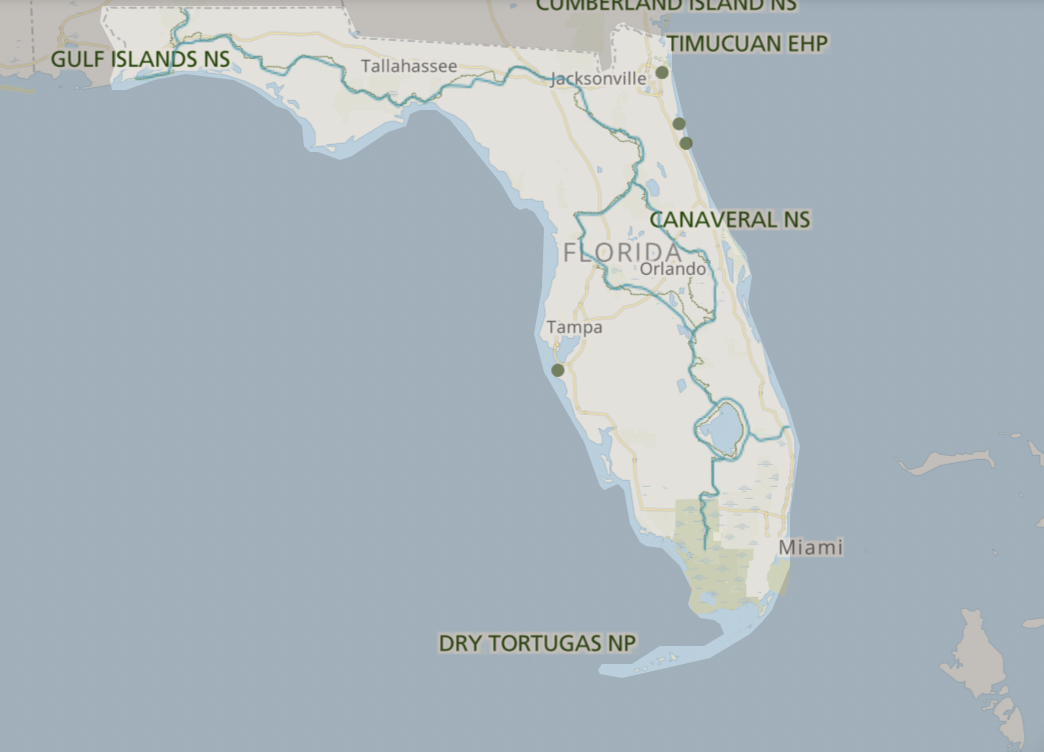 CUMBERLAND ISLAND NS
TIMUCUAN EHP
GULF ISLANDS NS
Tallahassee
Jacksonville
CANAVERAL NS
FLORIDA
Orlando
Tampa
Miami
DRY TORTUGAS NP